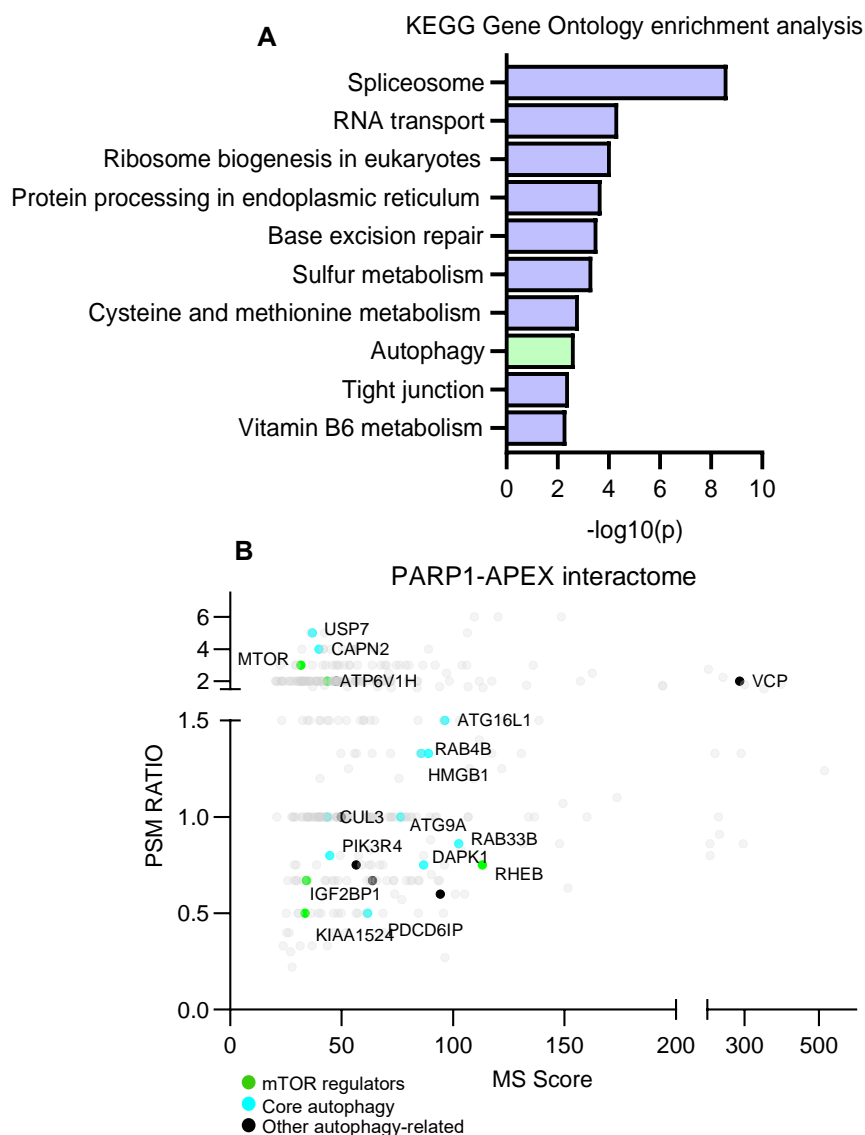 A
KEGG Gene Ontology enrichment analysis
Spliceosome
RNA transport
Ribosome biogenesis in eukaryotes
Protein processing in endoplasmic reticulum
Base excision repair
Sulfur metabolism
Cysteine and methionine metabolism
Autophagy
Tight junction
Vitamin B6 metabolism
0 2 4 6 8 10
-log10(p)
B
PARP1-APEX interactome
6
USP7
4
CAPN2
MTOR
2
ATP6V1H
VCP
1.5
ATG16L1
RAB4B
HMGB1
PSM RATIO
1.0
CUL3
ATG9A
RAB33B
PIK3R4
DAPK1
RHEB
IGF2BP1
0.5
KIAA1524
PDCD6IP
0.0
0 50 100 150 200 300 500
MS Score
mTOR regulators
Core autophagy
Other autophagy-related